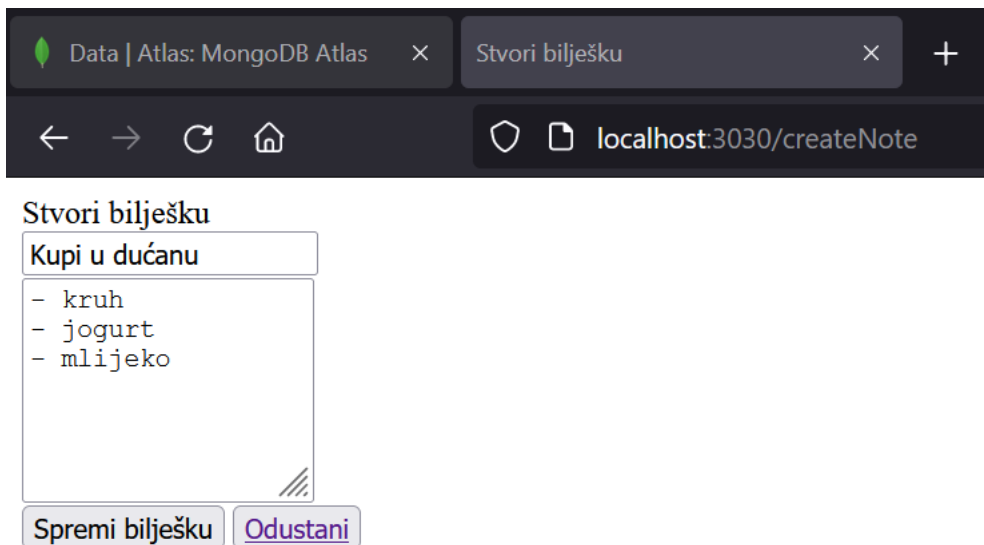 Data | Atlas: MongoDB Atlas
Stvori bilješku
localhost:3030/createNote
Stvori bilješku
Kupi u dućanu
- kruh
- jogurt
- mlijeko
Spremi bilješku Odustani